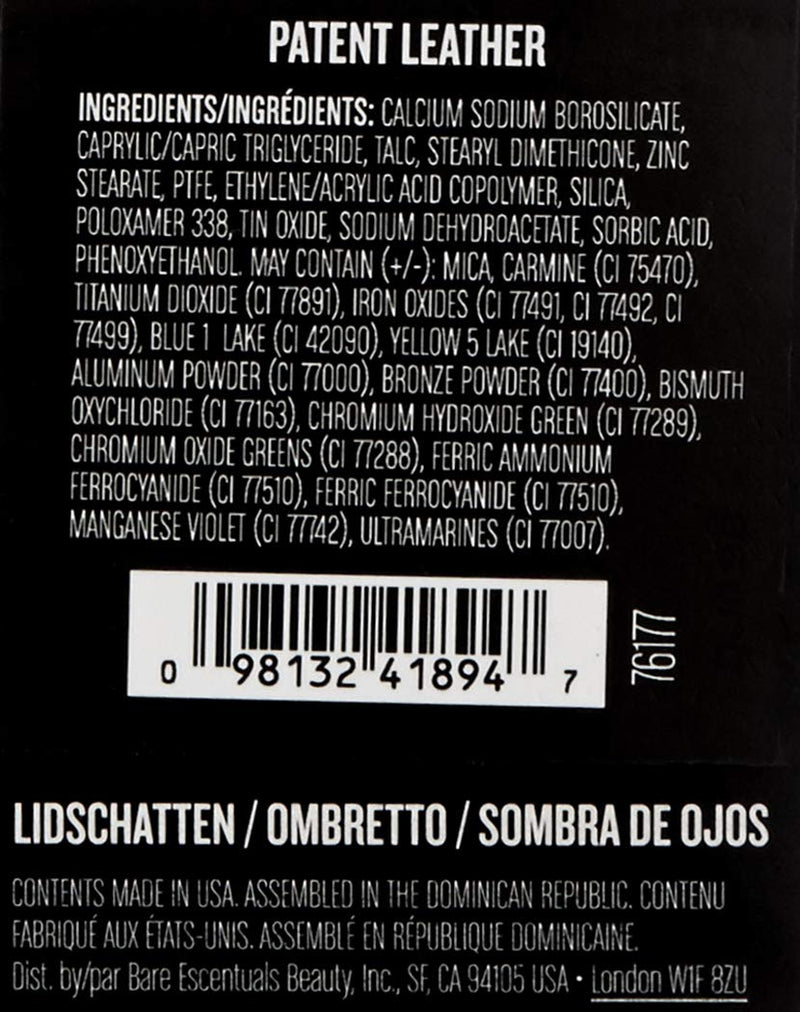 PATENT LEATHER
INGREDIENTS/INGRÉDIENTS: CALCIUM SODIUM BOROSILICATE,
CAPRYLIC/CAPRIC TRIGLYCERIDE, TALC, STEARYL DIMETHICONE, ZINC
STEARATE, PTFE, ETHYLENE/ACRYLIC ACID COPOLYMER, SILICA,
POLOXAMER 338, TIN OXIDE, SODIUM DEHYDROACETATE, SORBIC ACID,
PHENOXYETHANOL. MAY CONTAIN (+/-): MICA, CARMINE (CI 75470),
TITANIUM DIOXIDE (CI 77891), IRON OXIDES (CI 77491, CI 77492, CI
77499), BLUE 1 LAKE (CI 42090), YELLOW 5 LAKE (CI 19140),
ALUMINUM POWDER (CI 77000), BRONZE POWDER (CI 77400), BISMUTH
OXYCHLORIDE (CI 77163), CHROMIUM HYDROXIDE GREEN (CI 77289),
CHROMIUM OXIDE GREENS (CI 77288), FERRIC AMMONIUM
FERROCYANIDE (CI 77510), FERRIC FERROCYANIDE (CI 77510),
MANGANESE VIOLET (CI 77742), ULTRAMARINES (CI 77007).
0 98132 41894 7
76177
LIDSCHATTEN / OMBRETTO / SOMBRA DE OJOS
CONTENTS MADE IN USA. ASSEMBLED IN THE DOMINICAN REPUBLIC. CONTENU
FABRIQUÉ AUX ÉTATS-UNIS. ASSEMBLÉ EN RÉPUBLIQUE DOMINICAINE.
Dist. by/par Bare Escentuals Beauty, Inc., SF, CA 94105 USA • London W1F 8ZU